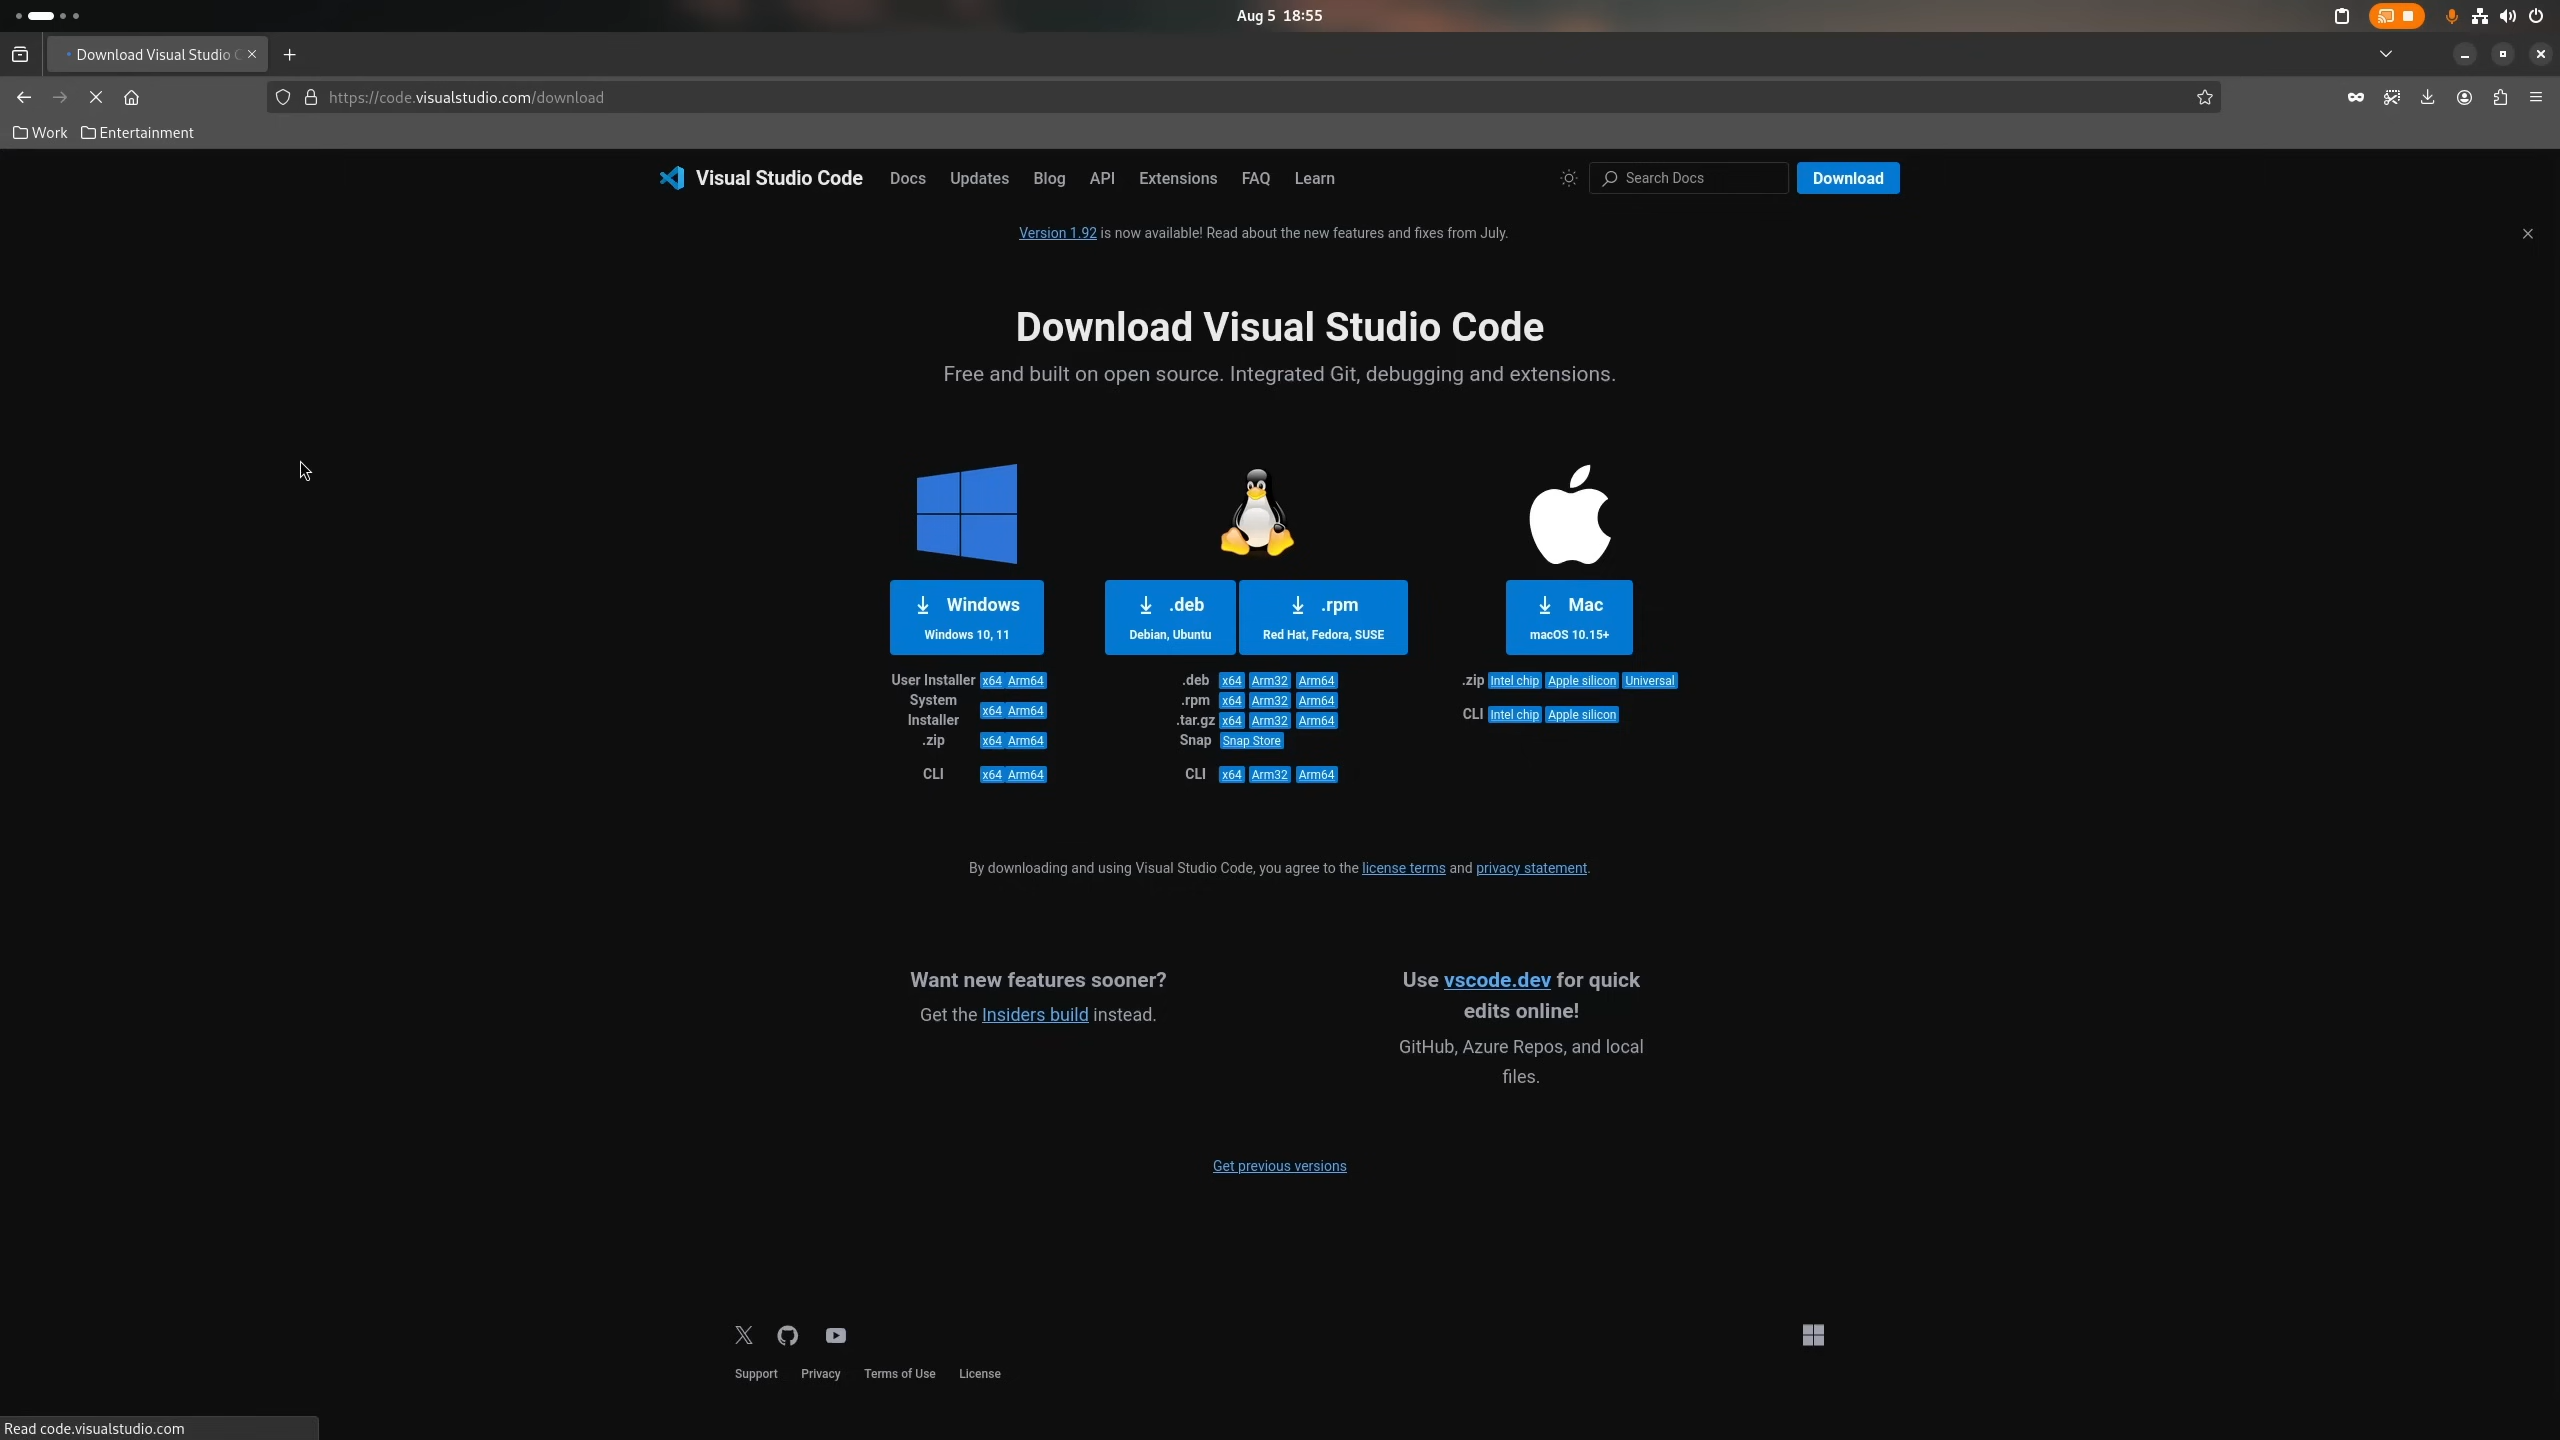 Aug 5 18:55
Download Visual Studio C
https://code.visualstudio.com/download
Work Entertainment
Visual Studio Code Docs Updates Blog API Extensions FAQ Learn Search Docs Download
Version 1.92 is now available! Read about the new features and fixes from July.
Download Visual Studio Code
Free and built on open source. Integrated Git, debugging and extensions.
Windows
Windows 10, 11
User Installer x64 Arm64
System
Installer x64 Arm64
.zip x64 Arm64
CLI x64 Arm64
.deb
Debian, Ubuntu
.rpm
Red Hat, Fedora, SUSE
.deb x64 Arm32 Arm64
.rpm x64 Arm32 Arm64
.tar.gz x64 Arm32 Arm64
Snap Snap Store
CLI x64 Arm32 Arm64
Mac
macOS 10.15+
.zip Intel chip Apple silicon Universal
CLI Intel chip Apple silicon
By downloading and using Visual Studio Code, you agree to the license terms and privacy statement.
Want new features sooner?
Get the Insiders build instead.
Use vscode.dev for quick
edits online!
GitHub, Azure Repos, and local
files.
Get previous versions
Support Privacy Terms of Use License
Read code.visualstudio.com